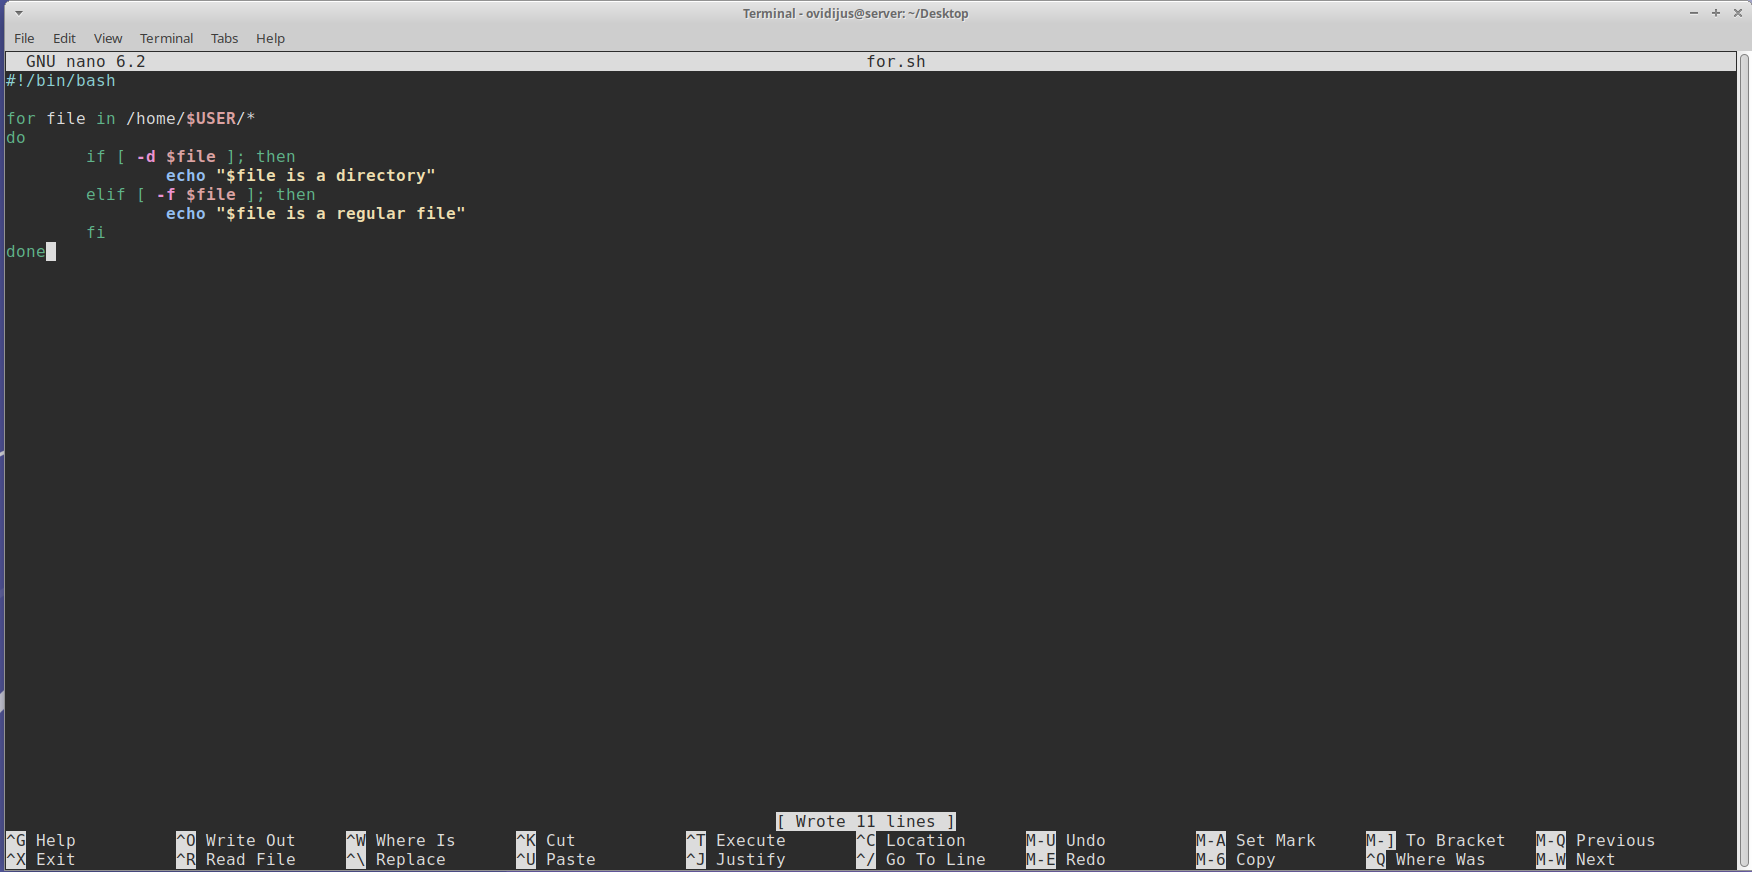 Terminal - ovidijus@server: ~/Desktop
File Edit View Terminal Tabs Help
GNU nano 6.2 for.sh
#!/bin/bash
for file in /home/$USER/*
do
if [ -d $file ]; then
echo "$file is a directory"
elif [ -f $file ]; then
echo "$file is a regular file"
fi
done
[ Wrote 11 lines ]
^G Help ^O Write Out ^W Where Is ^K Cut ^T Execute ^C Location M-U Undo M-A Set Mark M-] To Bracket M-Q Previous
^X Exit ^R Read File ^\ Replace ^U Paste ^J Justify ^/ Go To Line M-E Redo M-6 Copy ^Q Where Was M-W Next